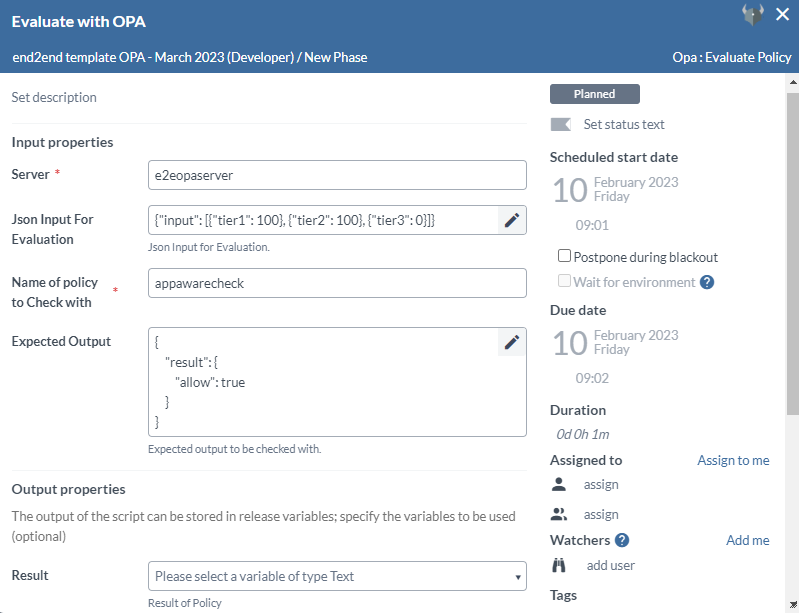 Evaluate with OPA
end2end template OPA - March 2023 (Developer) / New Phase
Opa : Evaluate Policy
Set description
Input properties
Server *
e2eopaserver
Json Input For
Evaluation
{"input": [{"tier1": 100}, {"tier2": 100}, {"tier3": 0}]}
Json Input for Evaluation.
Name of policy
to Check with *
appawarecheck
Expected Output
{
"result": {
"allow": true
}
}
Expected output to be checked with.
Output properties
The output of the script can be stored in release variables; specify the variables to be used
(optional)
Result
Please select a variable of type Text
Result of Policy
Planned
Set status text
Scheduled start date
10 February 2023
Friday
09:01
Postpone during blackout
Wait for environment ?
Due date
10 February 2023
Friday
09:02
Duration
0d 0h 1m
Assigned to
Assign to me
assign
assign
Watchers ?
Add me
add user
Tags